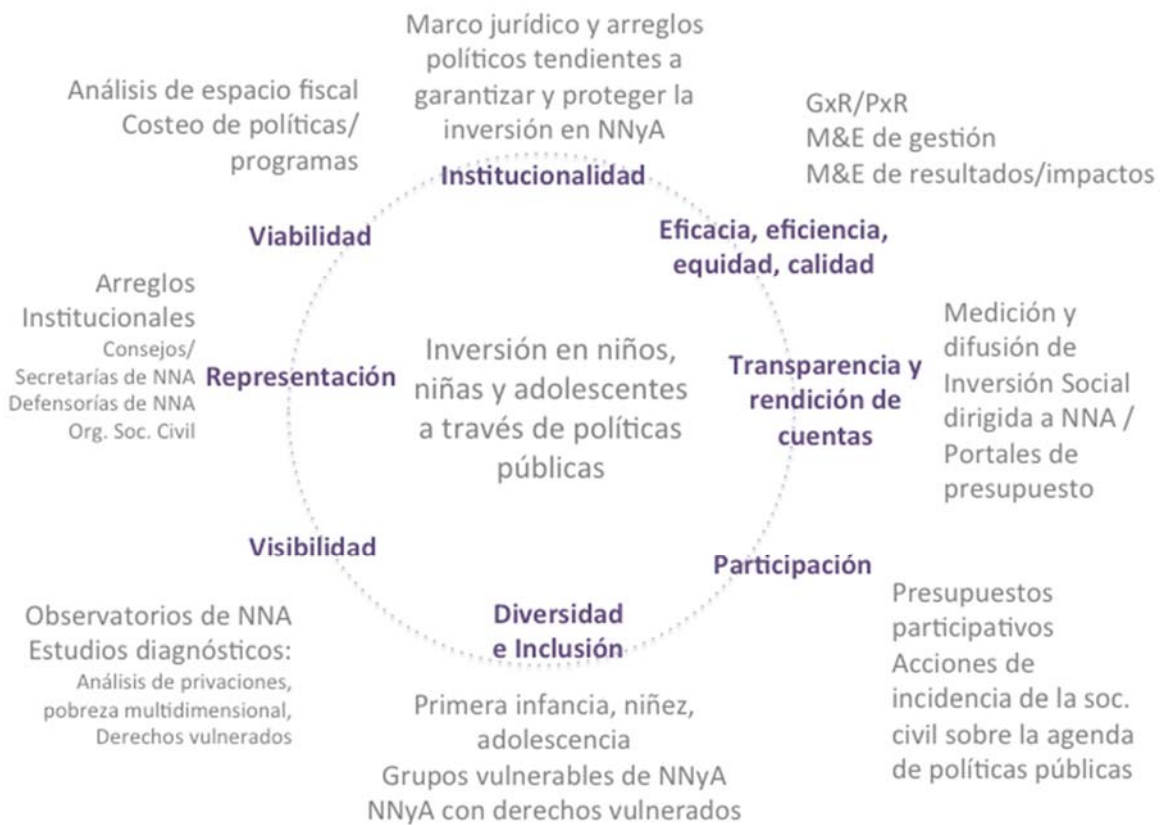 Marco jurídico y arreglos
políticos tendientes a
garantizar y proteger la
inversión en NNyA
Institucionalidad
GxR/PxR
M&E de gestión
M&E de resultados/impactos
Eficacia, eficiencia,
equidad, calidad
Medición y
difusión de
Inversión Social
dirigida a NNA /
Portales de
presupuesto
Transparencia y
rendición de
cuentas
Participación
Presupuestos
participativos
Acciones de
incidencia de la soc.
civil sobre la agenda
de políticas públicas
Diversidad
e Inclusión
Primera infancia, niñez,
adolescencia
Grupos vulnerables de NNyA
NNyA con derechos vulnerados
Visibilidad
Observatorios de NNA
Estudios diagnósticos:
Análisis de privaciones,
pobreza multidimensional,
Derechos vulnerados
Representación
Arreglos
Institucionales
Consejos/
Secretarías de NNA
Defensorías de NNA
Org. Soc. Civil
Viabilidad
Análisis de espacio fiscal
Costeo de políticas/
programas
Inversión en niños,
niñas y adolescentes
a través de políticas
públicas